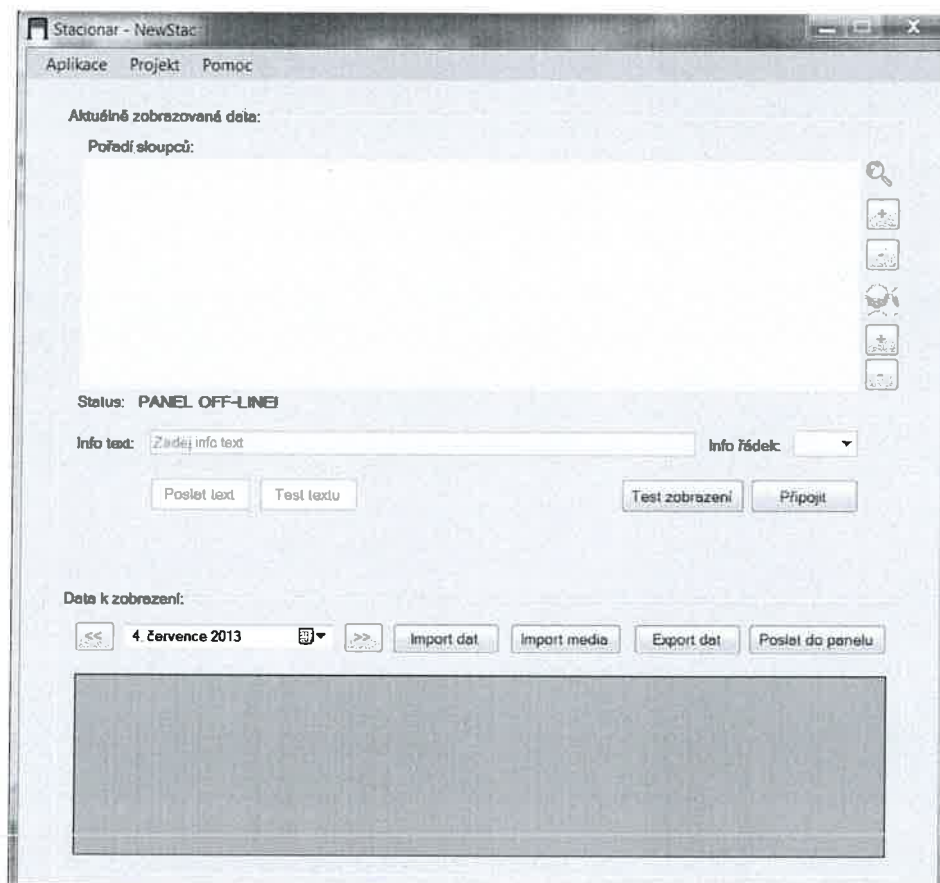 Stacionar - NewStac
Aplikace Projekt Pomoc
Aktuálně zobrazovaná data:
Pořadí sloupců:
+
-
+
-
Status: PANEL OFF-LINE!
Info text: Zadej info text Info řádek:
Poslat text Test textu Test zobrazení Připojit
Data k zobrazení:
<< 4. července 2013 >> Import dat Import media Export dat Poslat do panelu